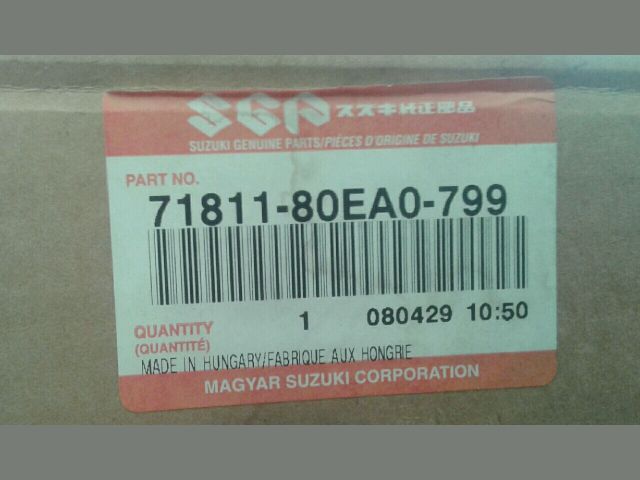 SGP スズキ純正部品
SUZUKI GENUINE PARTS/PIÈCES D'ORIGINE DE SUZUKI
PART NO.
71811-80EA0-799
QUANTITY 1 080429 10:50
(QUANTITÉ)
MADE IN HUNGARY/FABRIQUE AUX HONGRIE
MAGYAR SUZUKI CORPORATION